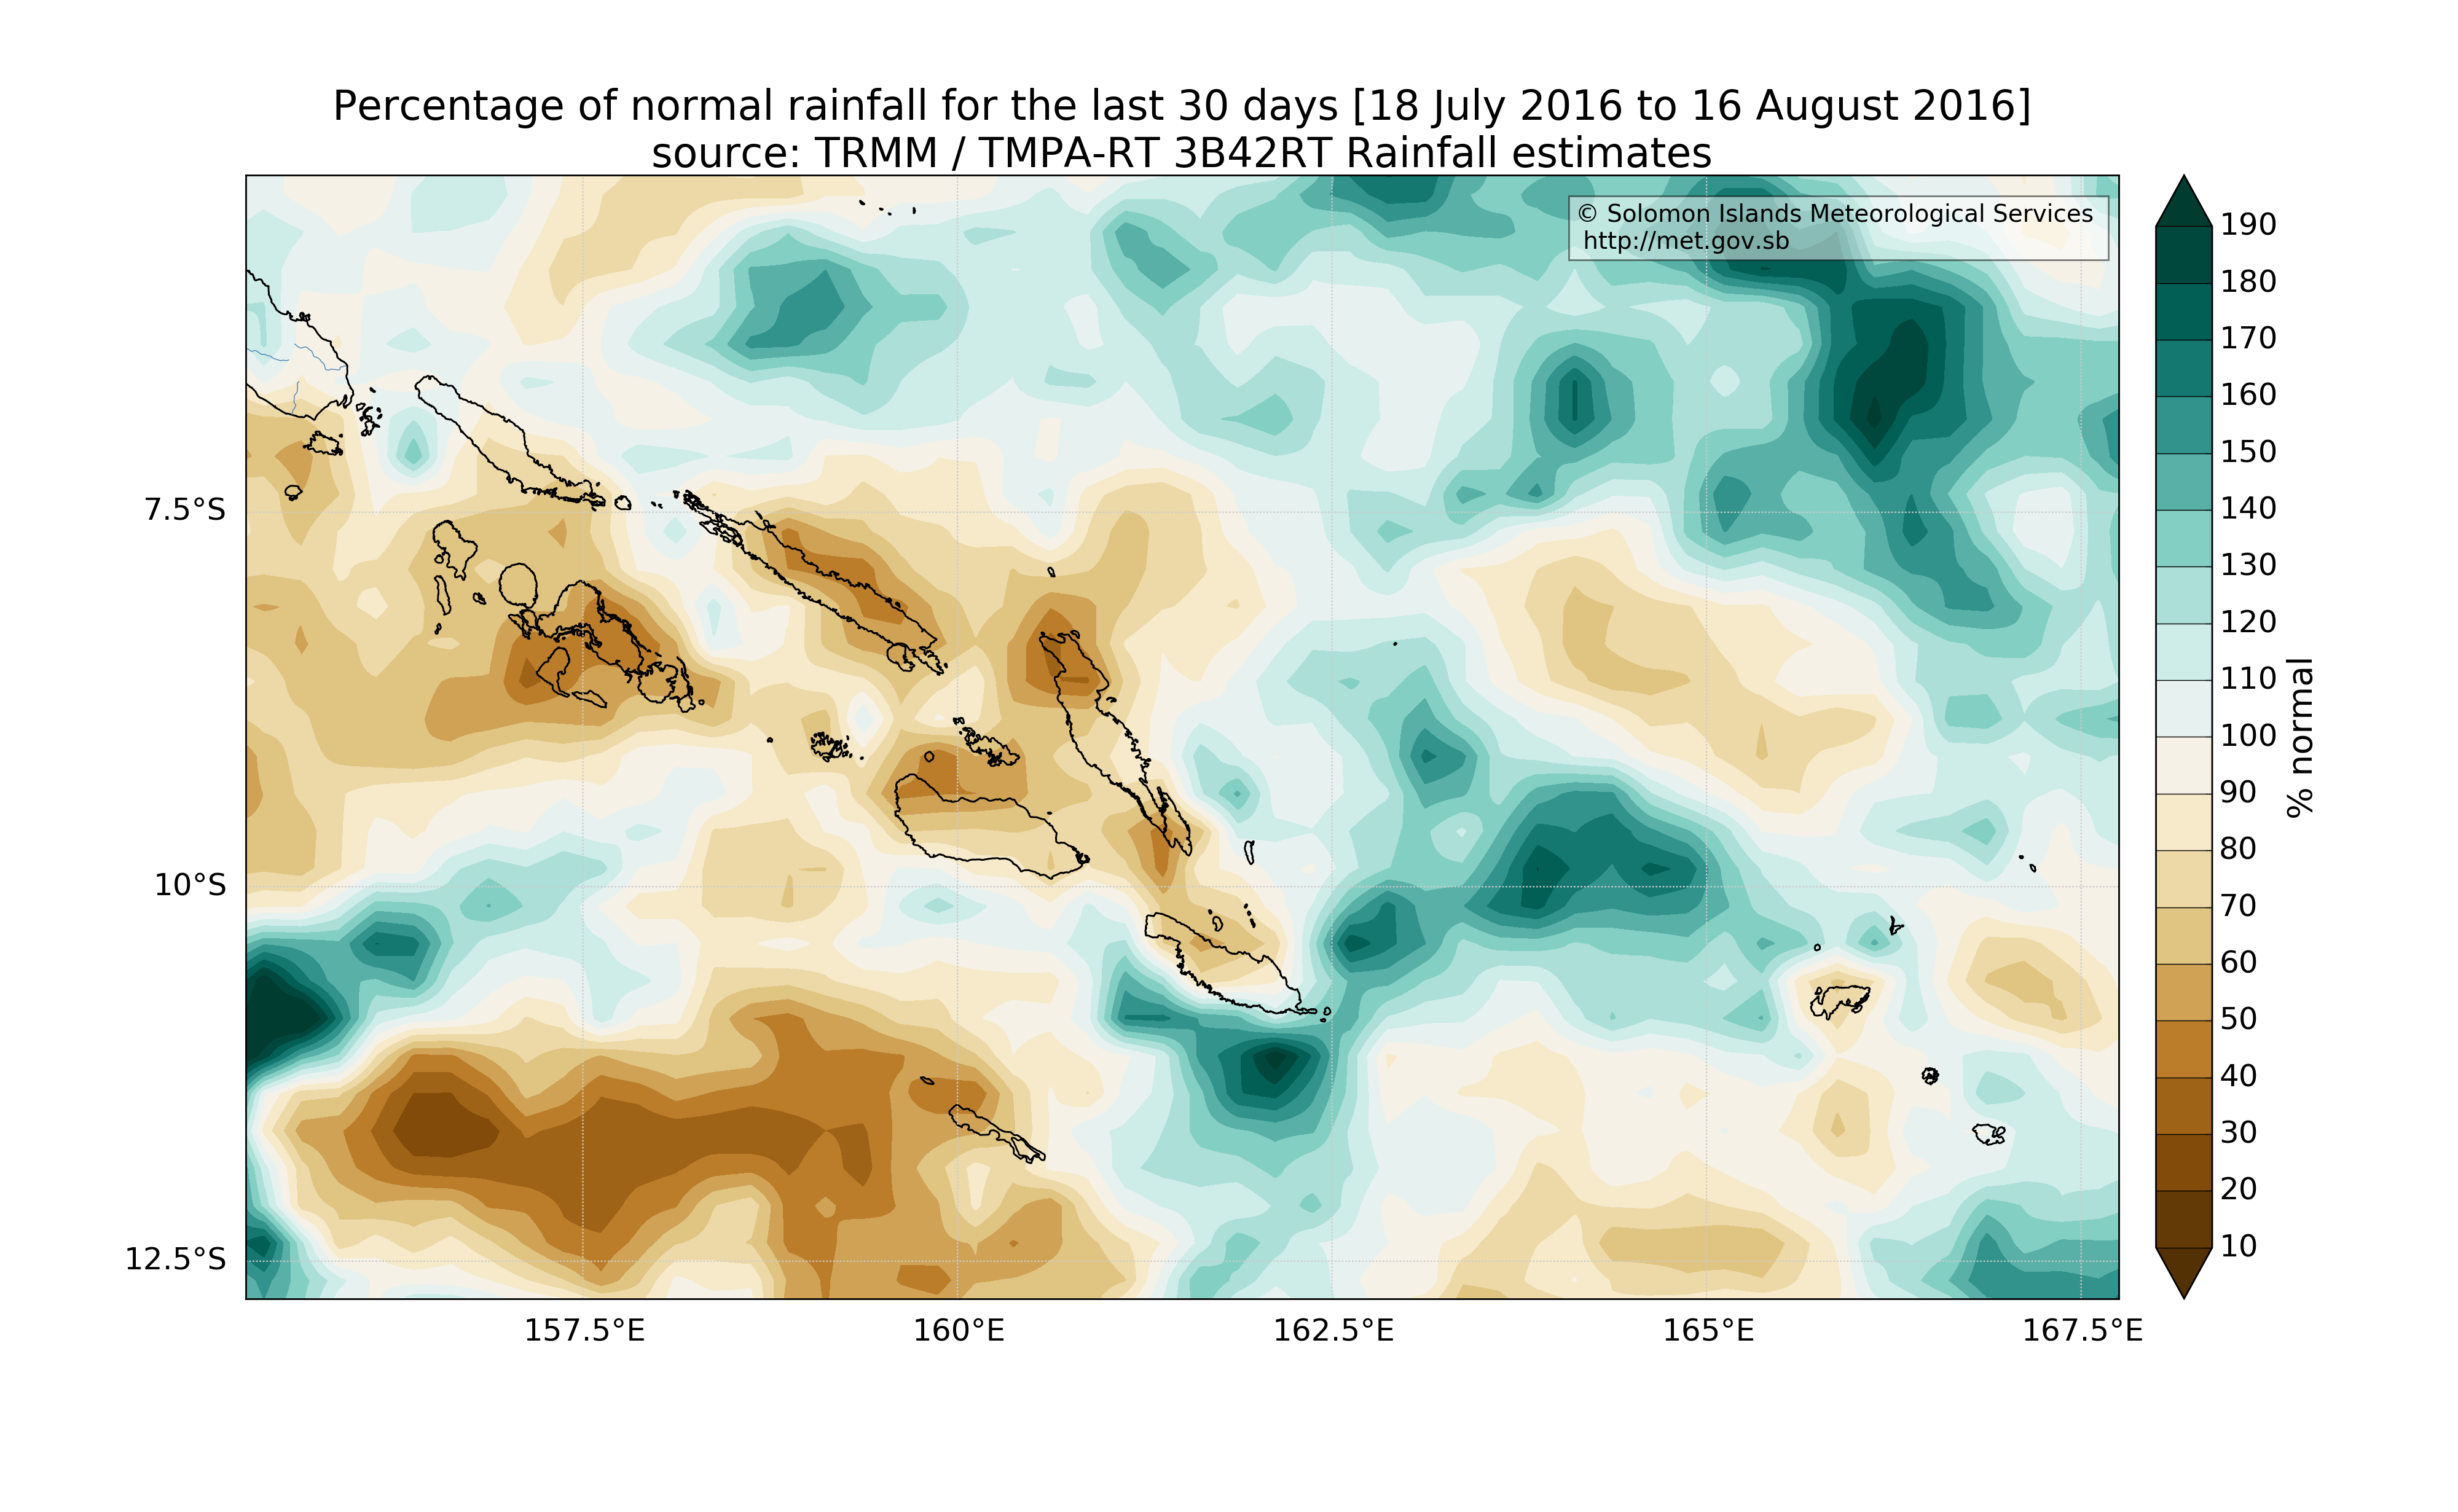 Percentage of normal rainfall for the last 30 days [18 July 2016 to 16 August 2016]
source: TRMM / TMPA-RT 3B42RT Rainfall estimates
© Solomon Islands Meteorological Services
http://met.gov.sb
7.5°S
10°S
12.5°S
157.5°E
160°E
162.5°E
165°E
167.5°E
190
180
170
160
150
140
130
120
110
100
90
80
70
60
50
40
30
20
10
% normal